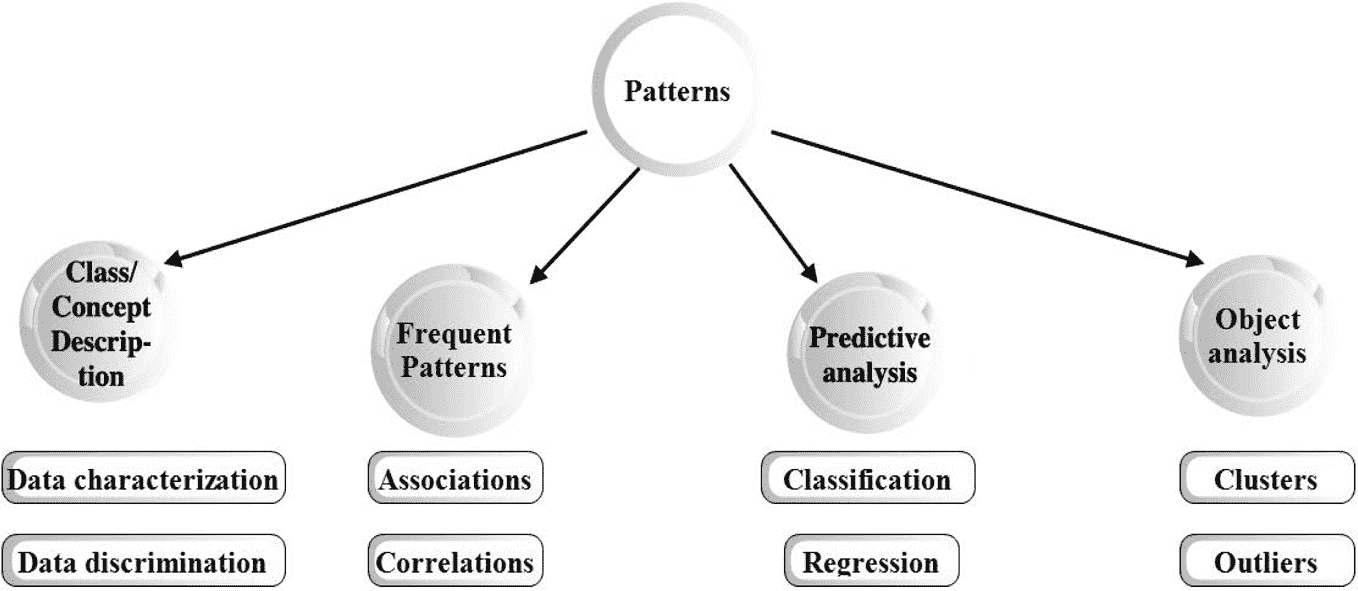 Patterns
Class/
Concept
Descrip-
tion
Frequent
Patterns
Predictive
analysis
Object
analysis
Data characterization
Associations
Classification
Clusters
Data discrimination
Correlations
Regression
Outliers